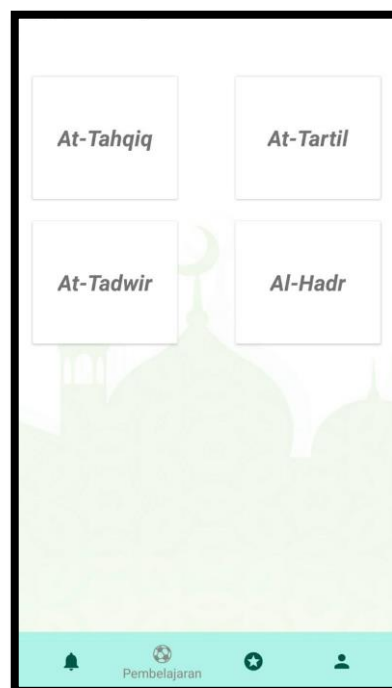 At-Tahqiq
At-Tartil
At-Tadwir
Al-Hadr
Pembelajaran